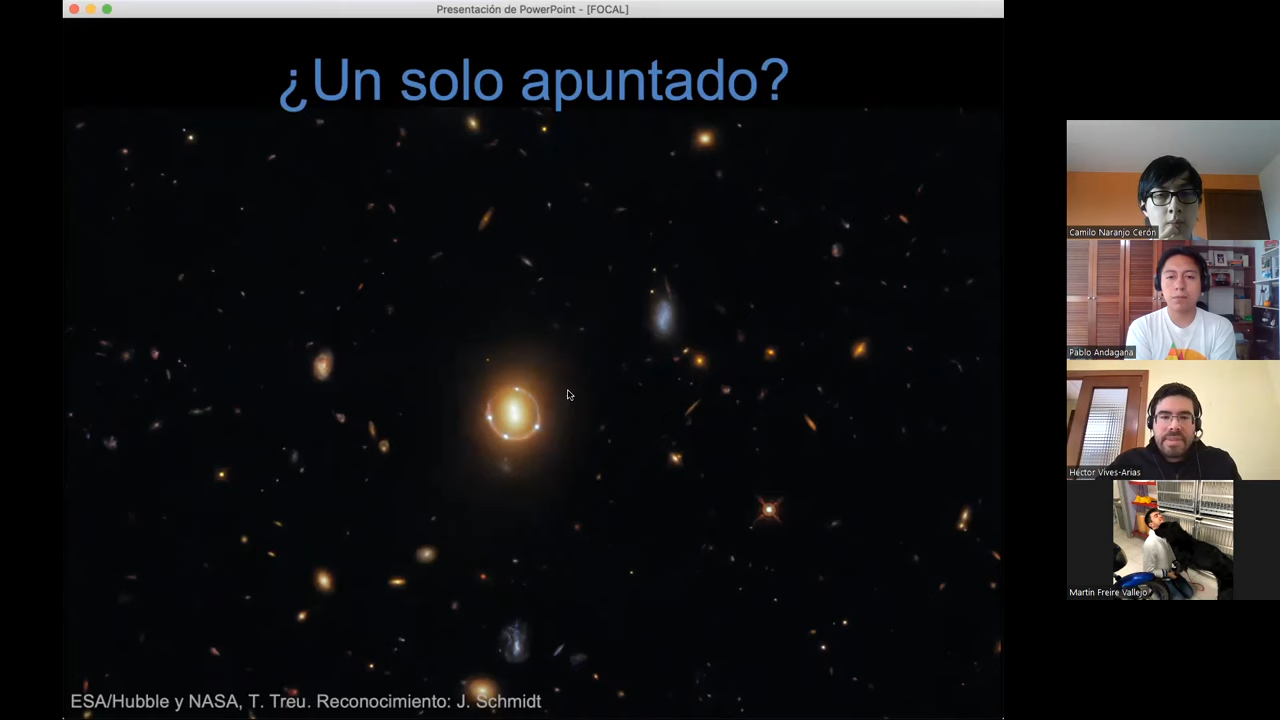 Presentación de PowerPoint - [FOCAL]
¿Un solo apuntado?
Camilo Naranjo Cerón
Pablo Andagana
Héctor Vives-Arias
Martin Freire Vallejo
ESA/Hubble y NASA, T. Treu. Reconocimiento: J. Schmidt